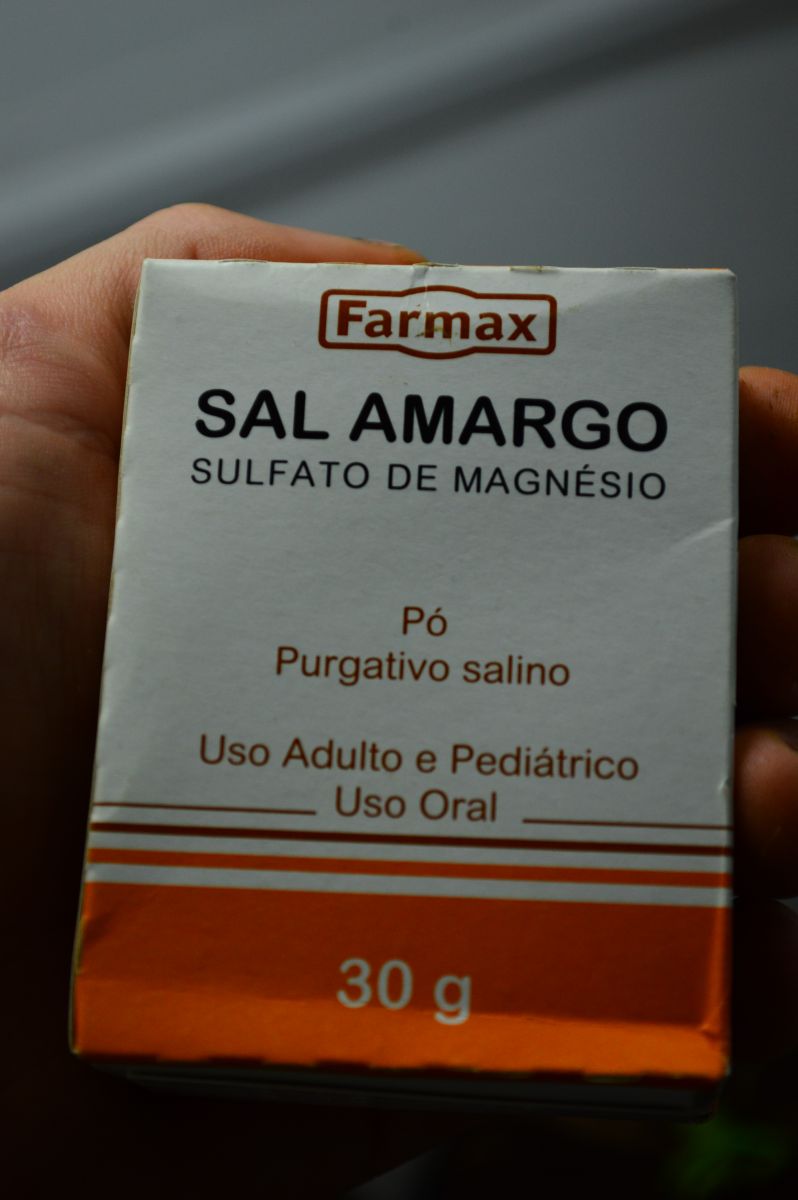 Farmax
SAL AMARGO
SULFATO DE MAGNÉSIO
Pó
Purgativo salino
Uso Adulto e Pediátrico
Uso Oral
30 g